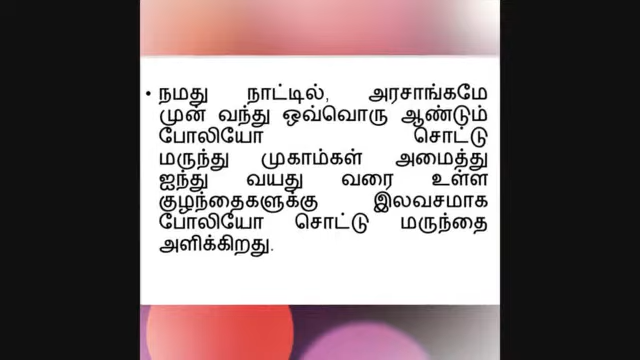 • நமது நாட்டில், அரசாங்கமே
முன் வந்து ஒவ்வொரு ஆண்டும்
போலியோ சொட்டு
மருந்து முகாம்கள் அமைத்து
ஐந்து வயது வரை உள்ள
குழந்தைகளுக்கு இலவசமாக
போலியோ சொட்டு மருந்தை
அளிக்கிறது.